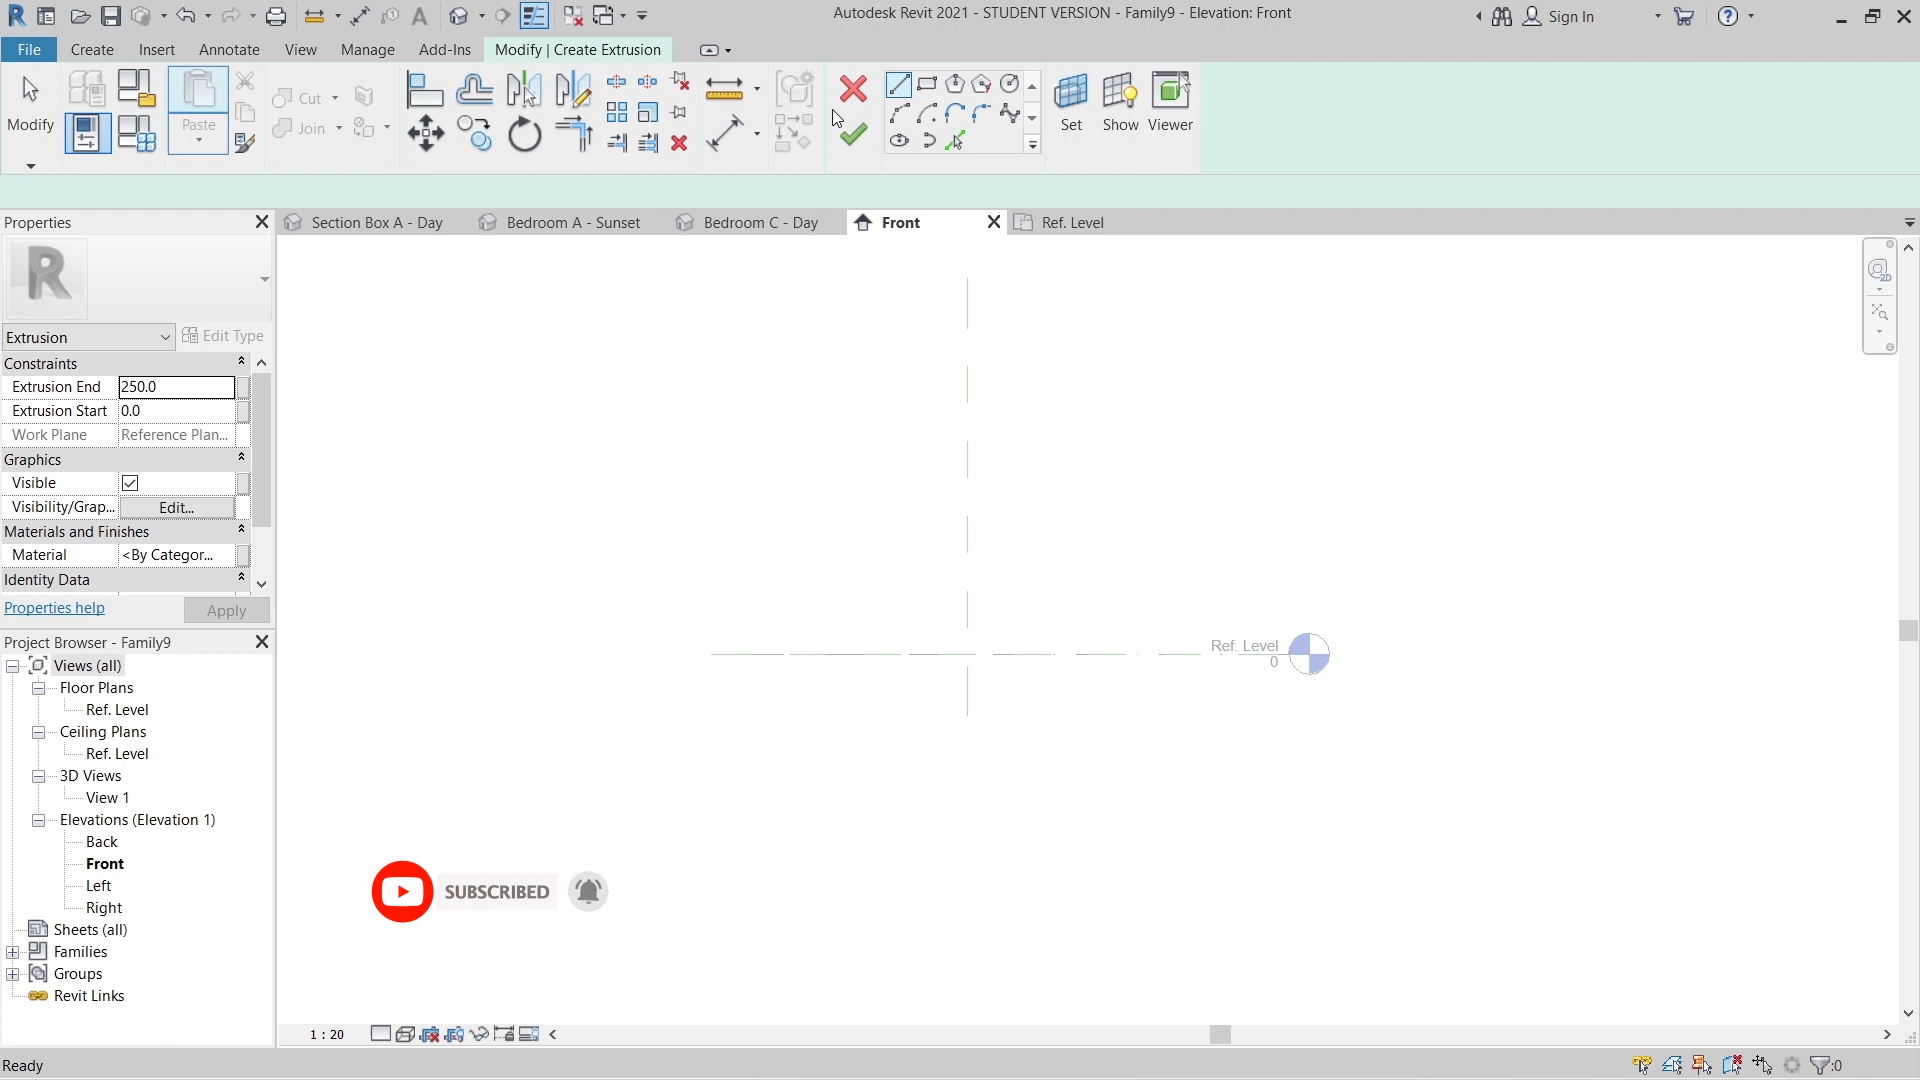 Autodesk Revit 2021 - STUDENT VERSION - Family9 - Elevation: Front
Sign In
File
Create
Insert
Annotate
View
Manage
Add-Ins
Modify | Create Extrusion
Modify
Paste
Cut
Join
Set
Show
Viewer
Properties
Section Box A - Day
Bedroom A - Sunset
Bedroom C - Day
Front
Ref. Level
Extrusion
Edit Type
Constraints
Extrusion End 250.0
Extrusion Start 0.0
Work Plane Reference Plan...
Graphics
Visible
Visibility/Grap... Edit...
Materials and Finishes
Material <By Categor...
Identity Data
Properties help
Apply
Project Browser - Family9
Views (all)
Floor Plans
Ref. Level
Ceiling Plans
Ref. Level
3D Views
View 1
Elevations (Elevation 1)
Back
Front
Left
Right
Sheets (all)
Families
Groups
Revit Links
Ref. Level
0
SUBSCRIBED
1 : 20
Ready
:0